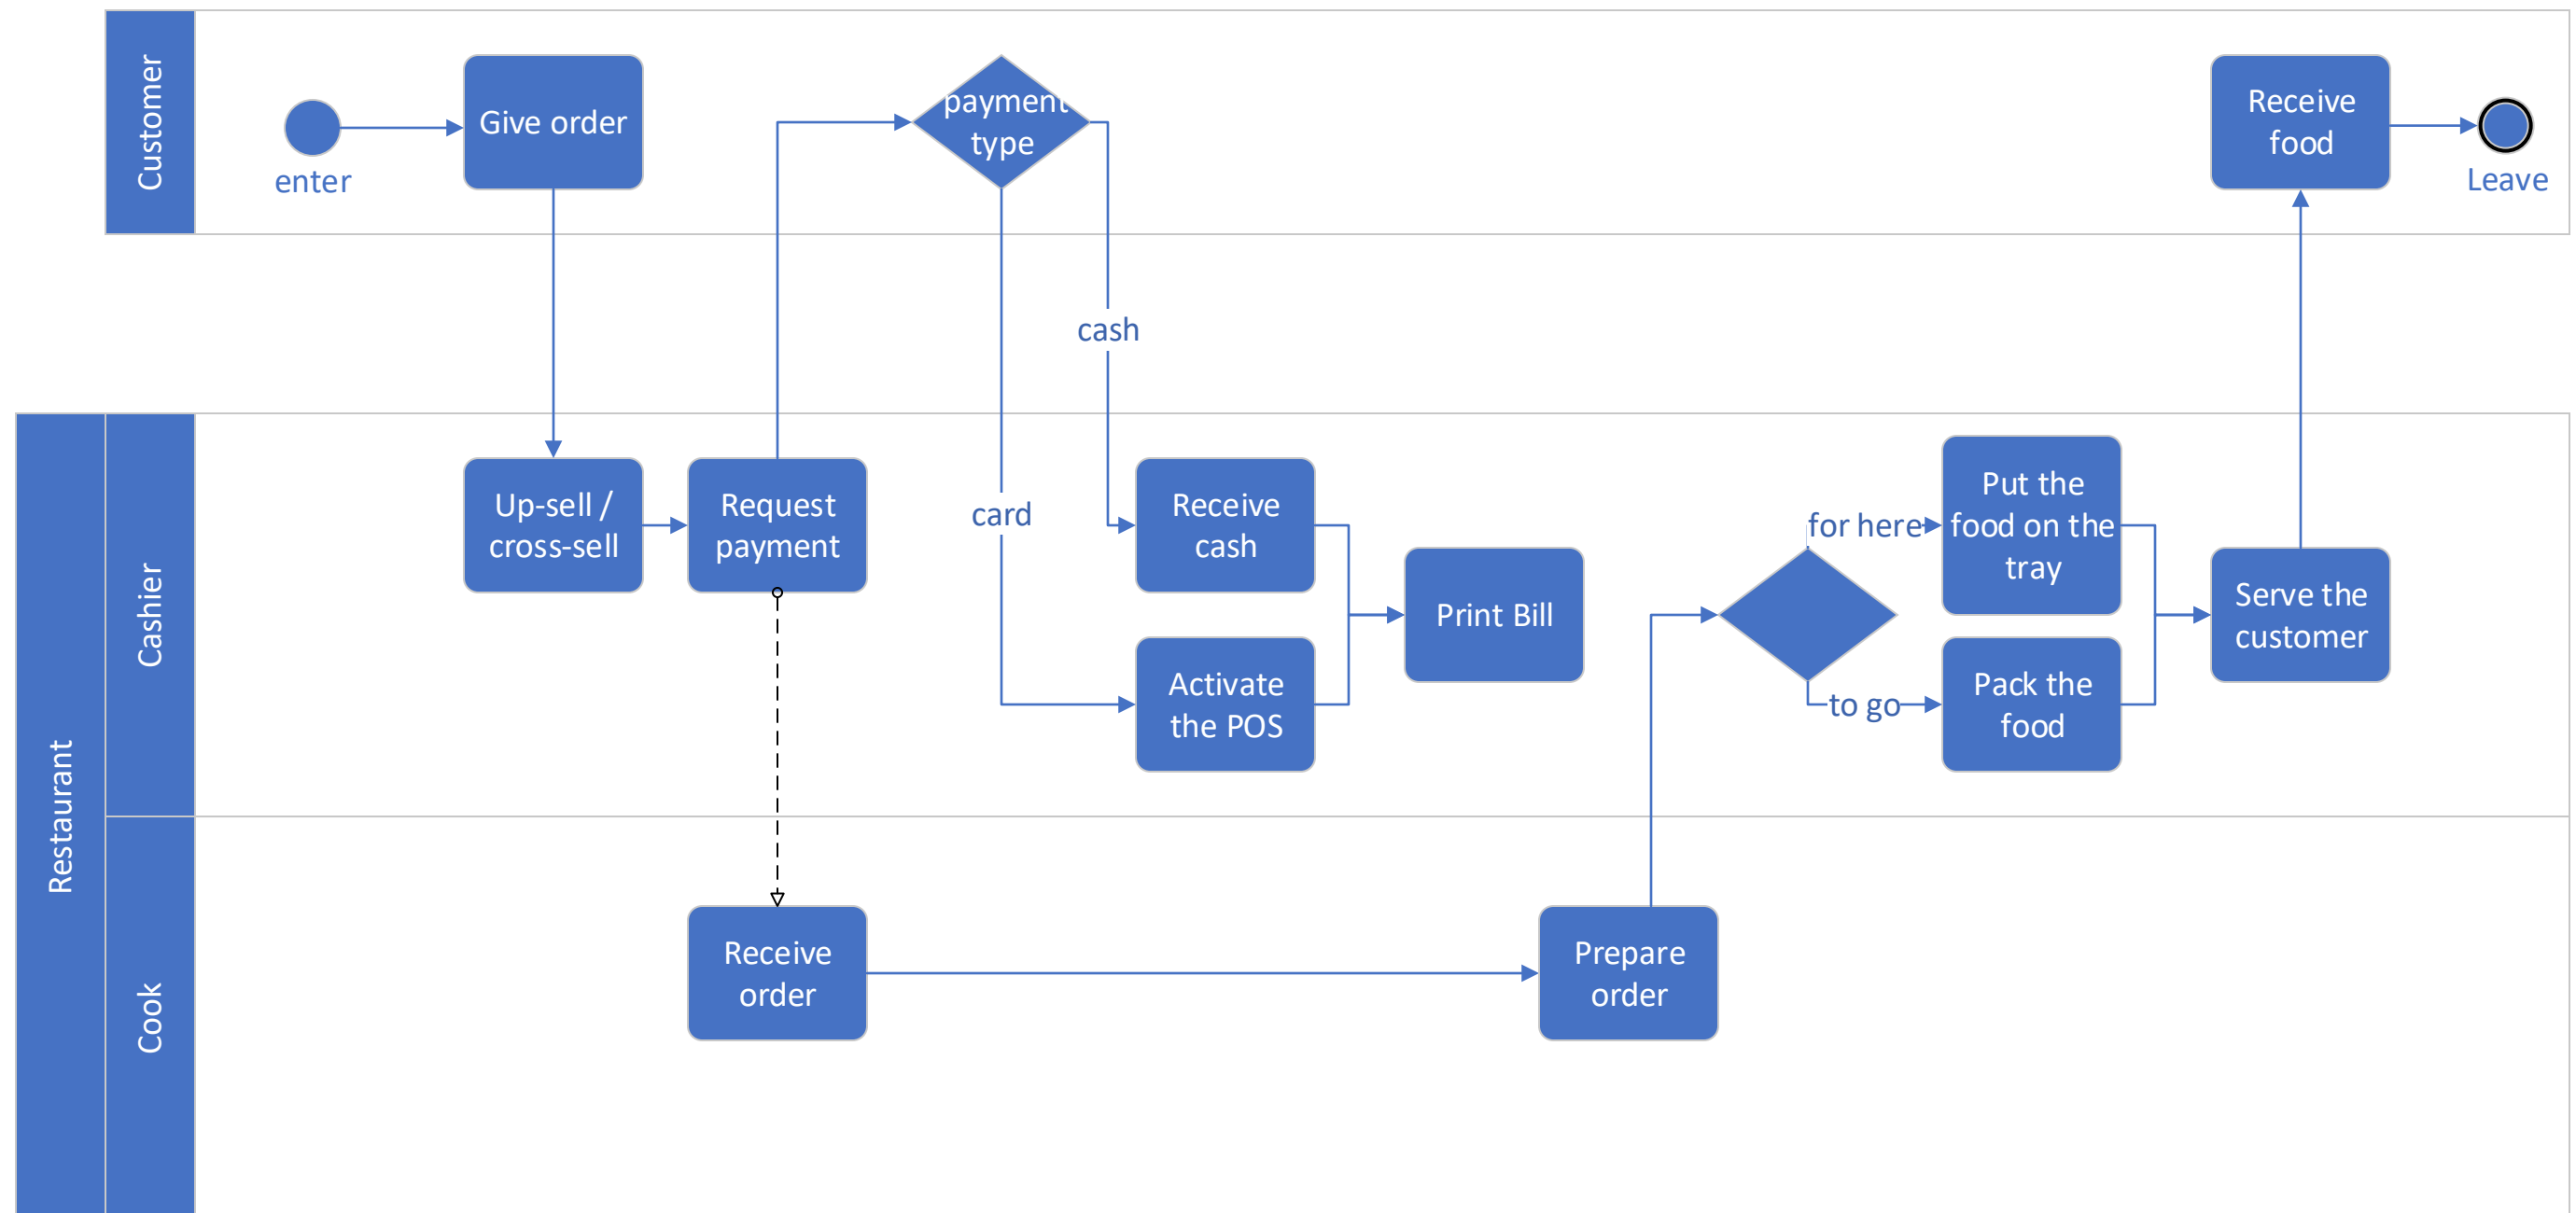 Customer
enter
Give order
payment
type
Receive
food
Leave
cash
card
Restaurant
Cashier
Up-sell /
cross-sell
Request
payment
Receive
cash
Activate
the POS
Print Bill
for here
to go
Put the
food on the
tray
Pack the
food
Serve the
customer
Cook
Receive
order
Prepare
order